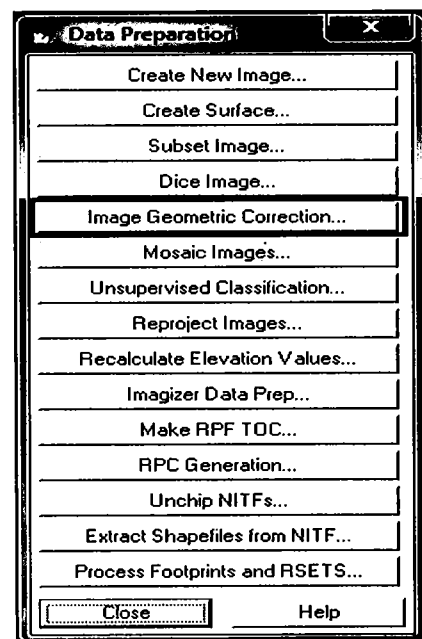 Data Preparation X
Create New Image...
Create Surface...
Subset Image...
Dice Image...
Image Geometric Correction...
Mosaic Images...
Unsupervised Classification...
Reproject Images...
Recalculate Elevation Values...
Imagizer Data Prep...
Make RPF TOC...
RPC Generation...
Unchip NITFs...
Extract Shapefiles from NITF...
Process Footprints and RSETS...
Close Help